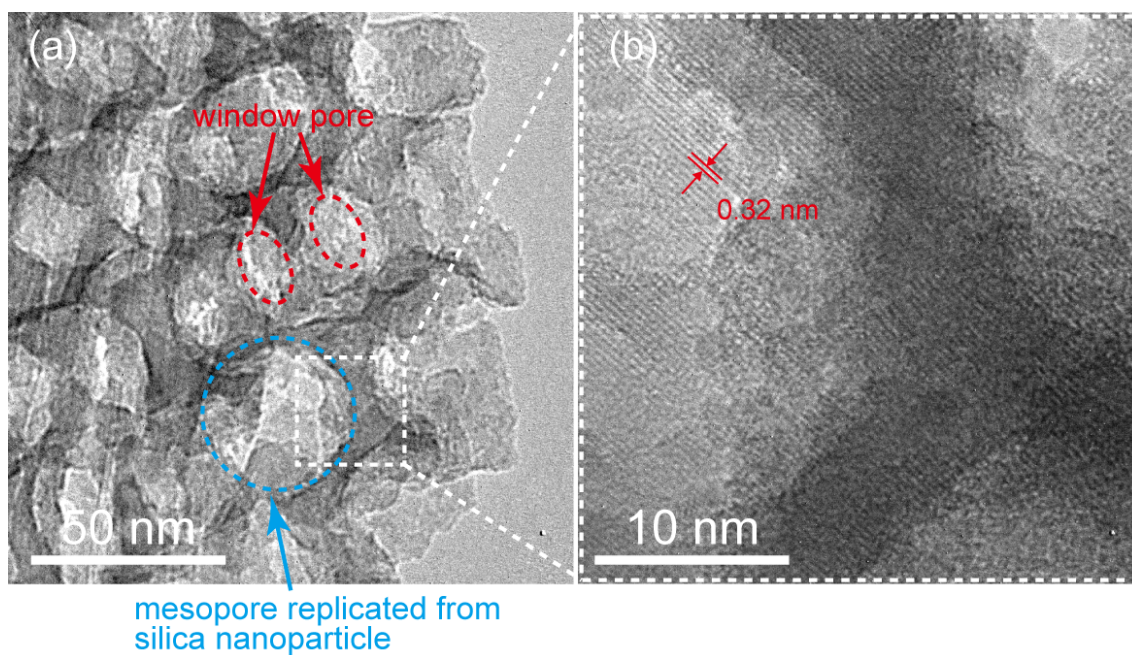 (a)
window pore
50 nm
mesopore replicated from
silica nanoparticle
(b)
0.32 nm
10 nm